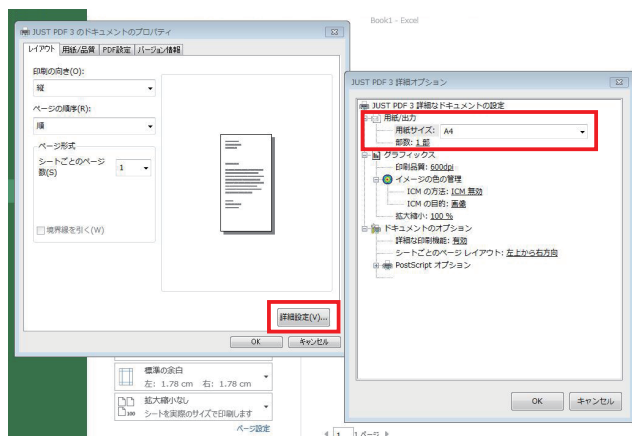 Book1 - Excel
JUST PDF 3 のドキュメントのプロパティ
レイアウト 用紙/品質 PDF設定 バージョン情報
印刷の向き(O):
縦
ページの順序(R):
順
ページ形式
シートごとのページ
数(S)
1
境界線を引く(W)
詳細設定(V)...
OK キャンセル
JUST PDF 3 詳細オプション
JUST PDF 3 詳細なドキュメントの設定
用紙/出力
用紙サイズ: A4
部数: 1 部
グラフィックス
印刷品質: 600dpi
イメージの色の管理
ICM の方法: ICM 無効
ICM の目的: 画像
拡大縮小: 100 %
ドキュメントのオプション
詳細な印刷機能: 有効
シートごとのページ レイアウト: 左上から右方向
PostScript オプション
OK キャンセル
標準の余白
左: 1.78 cm 右: 1.78 cm
拡大縮小なし
シートを実際のサイズで印刷します
100
ページ設定
1 1 ページ